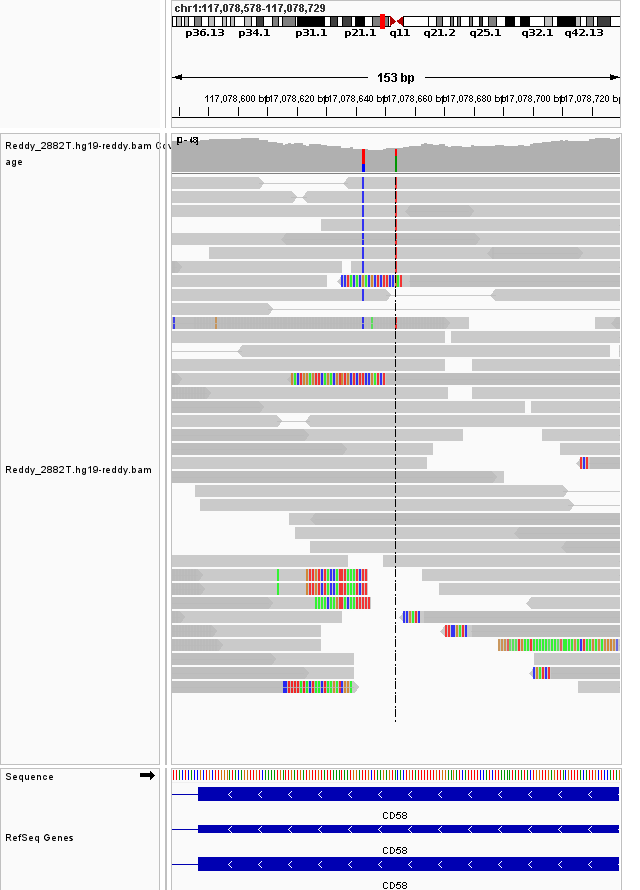 chr1:117,078,578-117,078,729
p36.13 p34.1 p31.1 p21.1 q11 q21.2 q25.1 q32.1 q42.13
153 bp
117,078,600 bp 117,078,620 bp 117,078,640 bp 117,078,660 bp 117,078,680 bp 117,078,700 bp 117,078,720 bp
Reddy_2882T.hg19-reddy.bam Cov
age
Reddy_2882T.hg19-reddy.bam
Sequence
CD58
RefSeq Genes
CD58
CD58